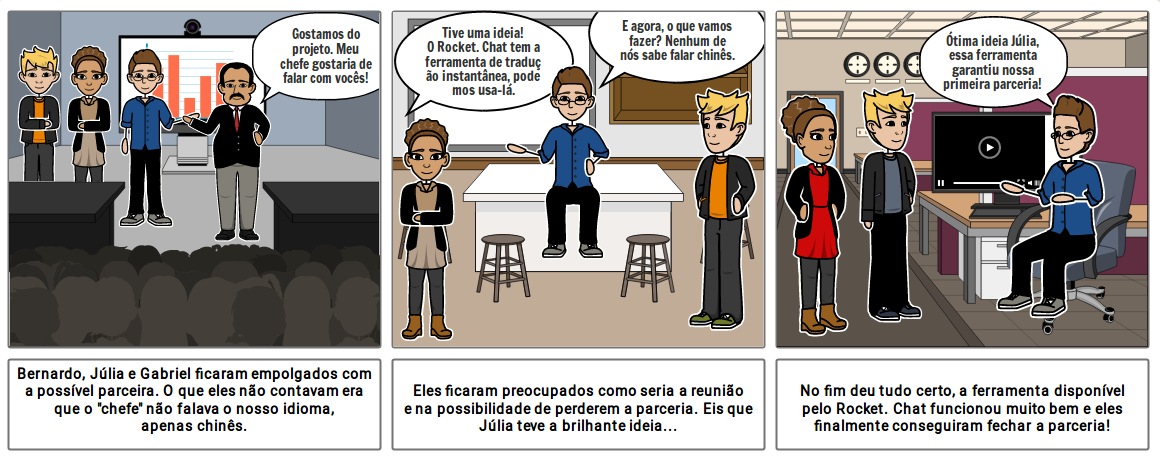 Gostamos do
projeto. Meu
chefe gostaria de
falar com vocês!
Tive uma ideia!
O Rocket. Chat tem a
ferramenta de traduç
ão instantânea, pode
mos usa-lá.
E agora, o que vamos
fazer? Nenhum de
nós sabe falar chinês.
Ótima ideia Júlia,
essa ferramenta
garantiu nossa
primeira parceria!
Bernardo, Júlia e Gabriel ficaram empolgados com
a possível parceira. O que eles não contavam era
que o "chefe" não falava o nosso idioma,
apenas chinês.
Eles ficaram preocupados como seria a reunião
e na possibilidade de perderem a parceria. Eis que
Júlia teve a brilhante ideia...
No fim deu tudo certo, a ferramenta disponível
pelo Rocket. Chat funcionou muito bem e eles
finalmente conseguiram fechar a parceria!